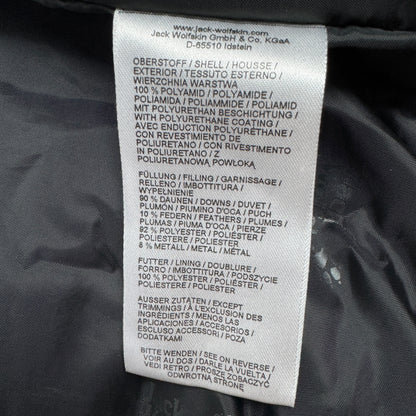 www.jack-wolfskin.com
Jack Wolfskin GmbH & Co. KGaA
D-65510 Idstein
OBERSTOFF / SHELL / HOUSSE /
EXTERIOR / TESSUTO ESTERNO /
WIERZCHNIA WARSTWA
100 % POLYAMID / POLYAMIDE /
POLIAMIDA / POLIAMMIDE / POLIAMID
MIT POLYURETHAN BESCHICHTUNG /
WITH POLYURETHANE COATING /
AVEC ENDUCTION POLYURÉTHANE /
CON REVESTIMIENTO DE
POLIURETANO / CON RIVESTIMENTO
IN POLIURETANO / Z
POLIURETANOWĄ POWŁOKĄ
FÜLLUNG / FILLING / GARNISSAGE /
RELLENO / IMBOTTITURA /
WYPEŁNIENIE
90 % DAUNEN / DOWNS / DUVET /
PLUMÓN / PIUMINO D'OCA / PUCH
10 % FEDERN / FEATHERS / PLUMES /
PLUMAS / PIUMA D'OCA / PIERZE
92 % POLYESTER / POLIÉSTER /
POLIESTERE / POLIESTER
8 % METALL / METAL / MÉTAL
FUTTER / LINING / DOUBLURE /
FORRO / IMBOTTITURA / PODSZYCIE
100 % POLYESTER / POLIÉSTER /
POLIESTERE / POLIESTER
AUSSER ZUTATEN / EXCEPT
TRIMMINGS / À L'EXCLUSION DES
INGRÉDIENTS / MENOS LAS
APLICACIONES / ACCESORIOS /
ESCLUSO ACCESSORI / POZA
DODATKAMI
BITTE WENDEN / SEE ON REVERSE /
VOIR AU DOS / DARLE LA VUELTA /
VEDI RETRO / PROSZĘ ZOBACZYĆ
ODWROTNĄ STRONĘ